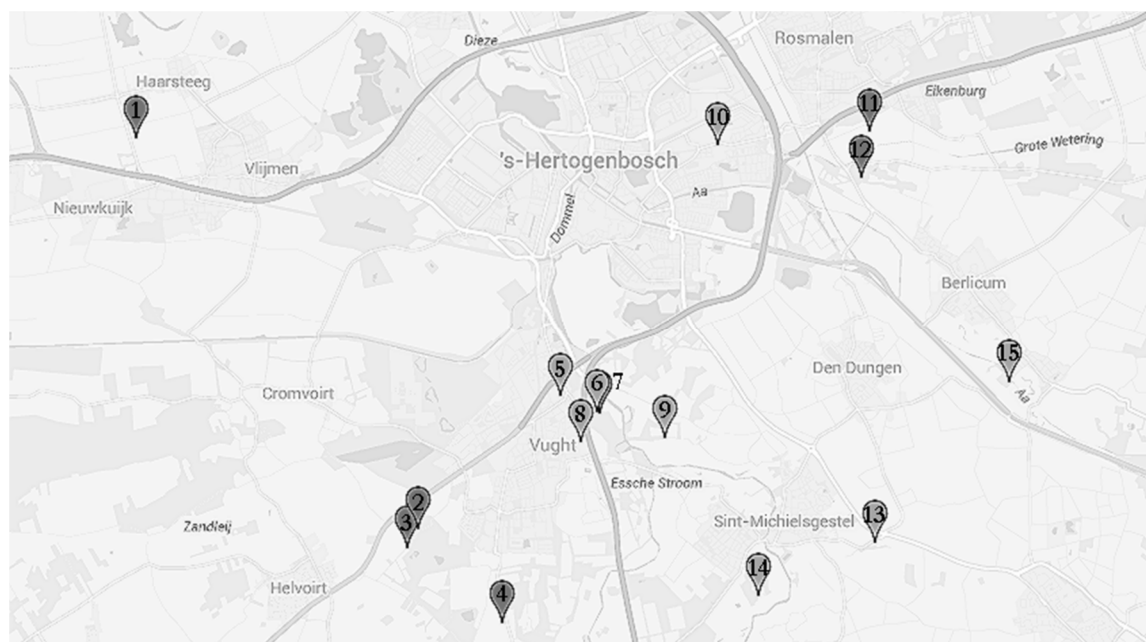 Rosmalen
Dieze
Haarsteeg
Eikenburg
1
11
10
Grote Wetering
12
's-Hertogenbosch
Vlijmen
Aa
Nieuwkuijk
Dommel
Berlicum
15
5
Den Dungen
6
7
Cromvoirt
Aa
8
9
Vught
Essche Stroom
2
Zandleij
3
Sint-Michielsgestel
13
14
Helvoirt
4